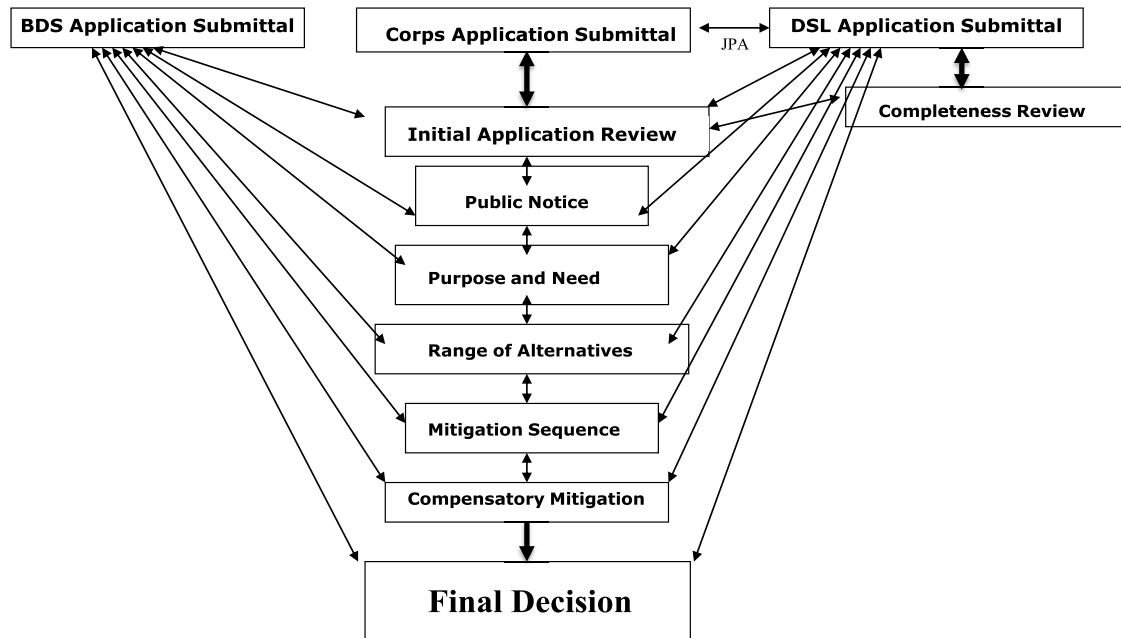 BDS Application Submittal
Corps Application Submittal
DSL Application Submittal
JPA
Completeness Review
Initial Application Review
Public Notice
Purpose and Need
Range of Alternatives
Mitigation Sequence
Compensatory Mitigation
Final Decision